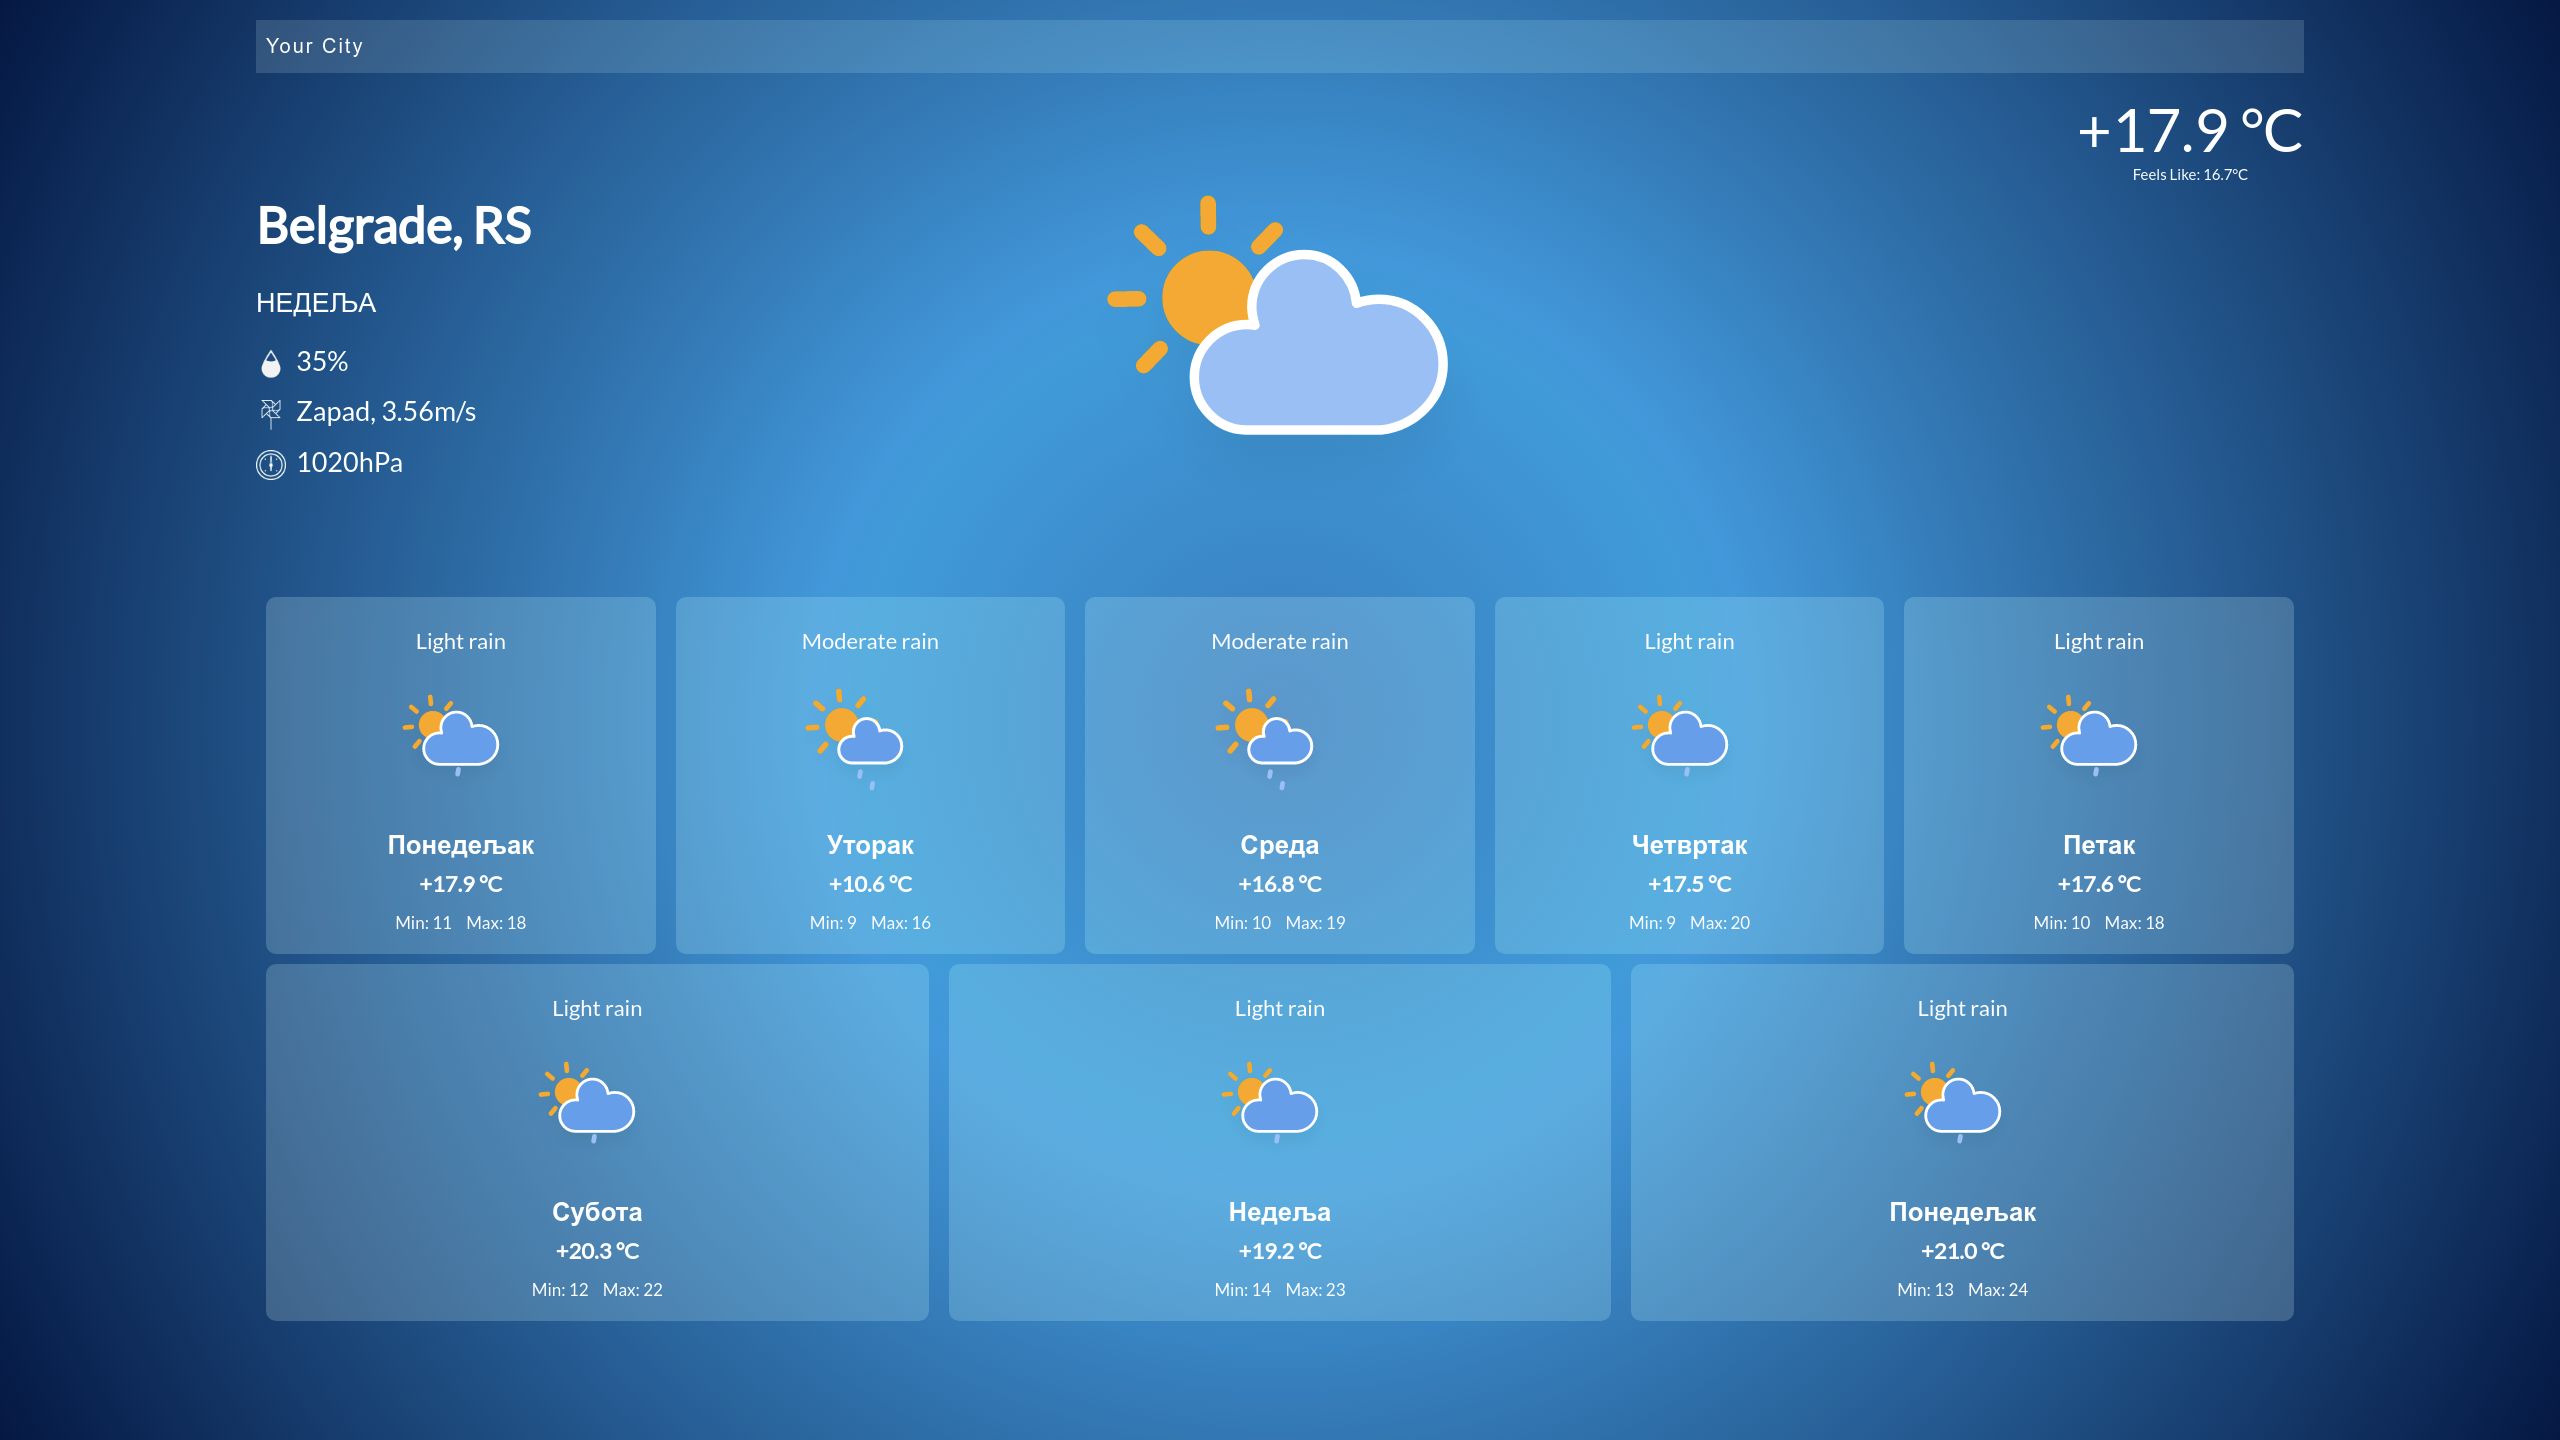 Your City
+17.9 °C
Feels Like: 16.7°C
Belgrade, RS
НЕДЕЉА
35%
Zapad, 3.56m/s
1020hPa
Light rain
Понедељак
+17.9 °C
Min: 11 Max: 18
Moderate rain
Уторак
+10.6 °C
Min: 9 Max: 16
Moderate rain
Среда
+16.8 °C
Min: 10 Max: 19
Light rain
Четвртак
+17.5 °C
Min: 9 Max: 20
Light rain
Петак
+17.6 °C
Min: 10 Max: 18
Light rain
Субота
+20.3 °C
Min: 12 Max: 22
Light rain
Недеља
+19.2 °C
Min: 14 Max: 23
Light rain
Понедељак
+21.0 °C
Min: 13 Max: 24